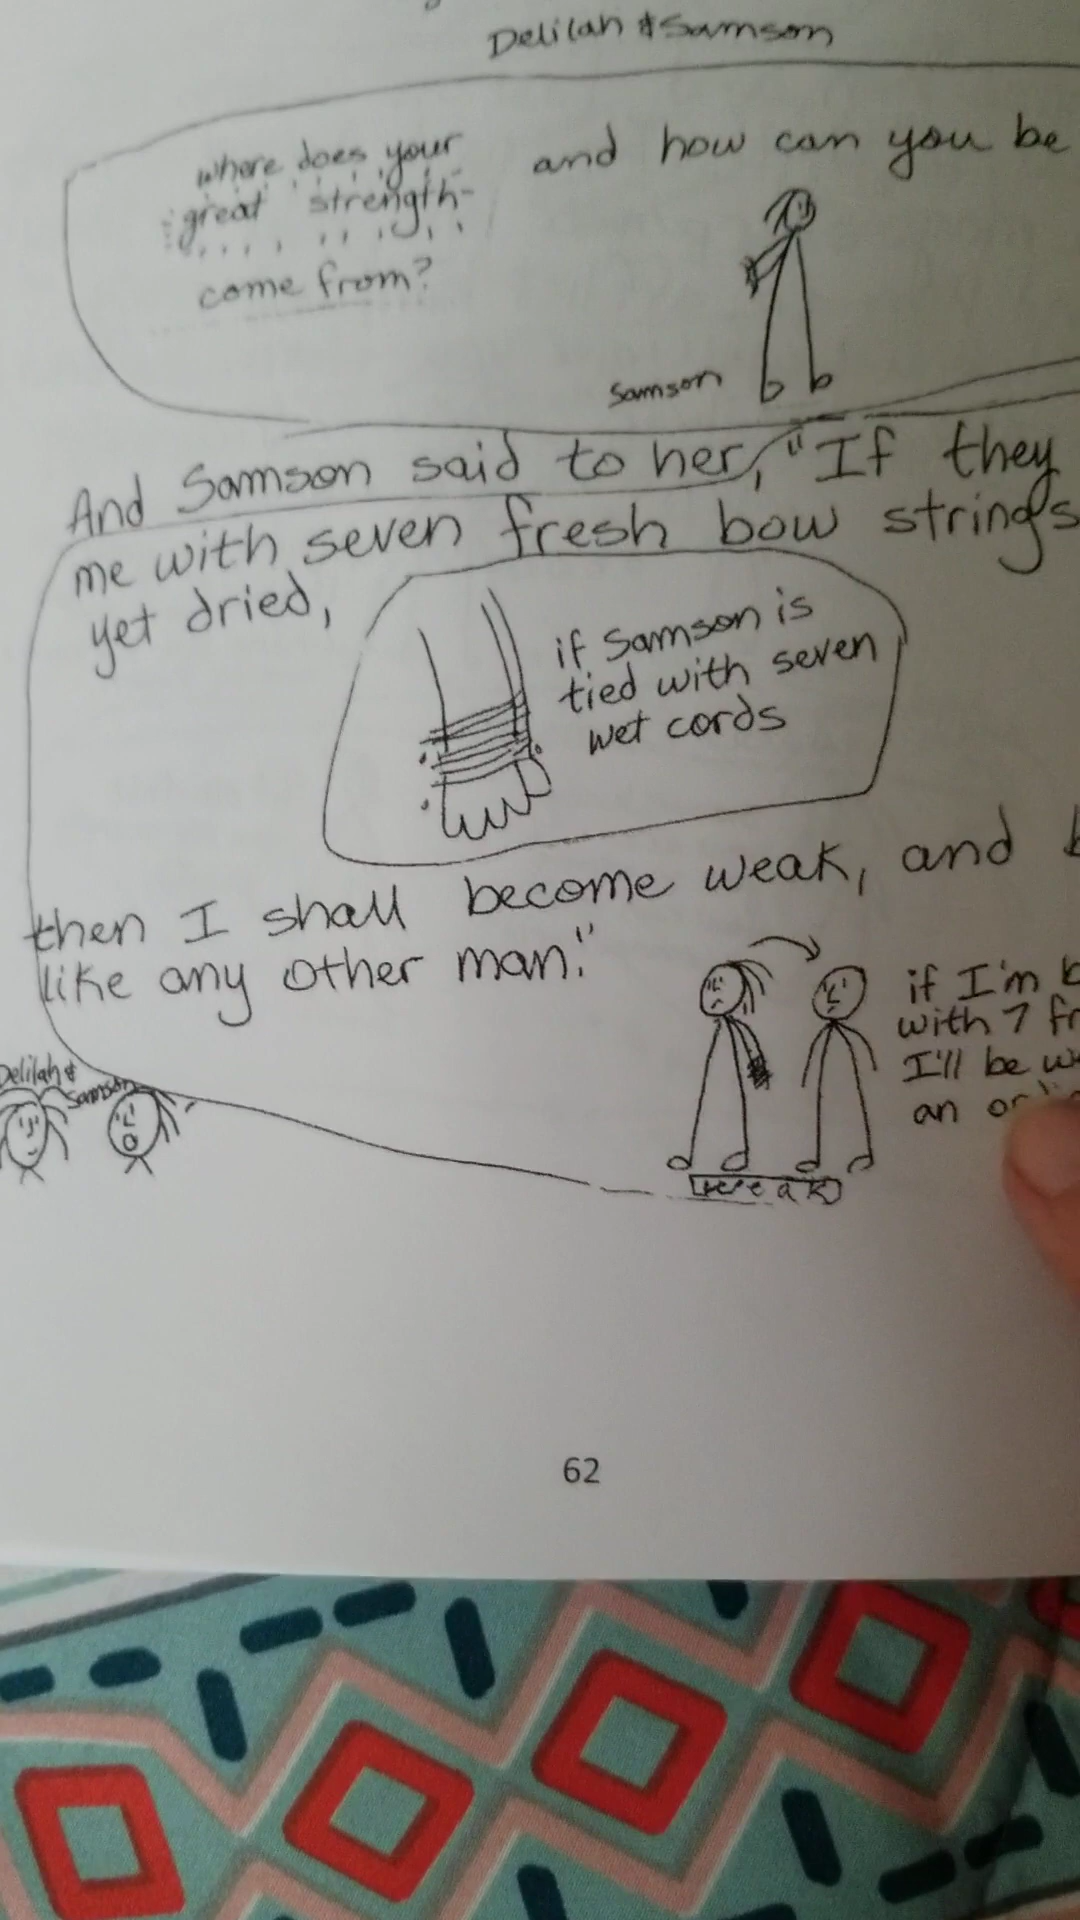 Delilah & Samson
where does your
great strength
come from?
and how can you be
Samson
And Samson said to her, "If they
me with seven fresh bow strings
yet dried,
if Samson is
tied with seven
wet cords
then I shall become weak, and
like any other man."
if I'm
with 7
I'll be
an
Delilah &
Samson
62